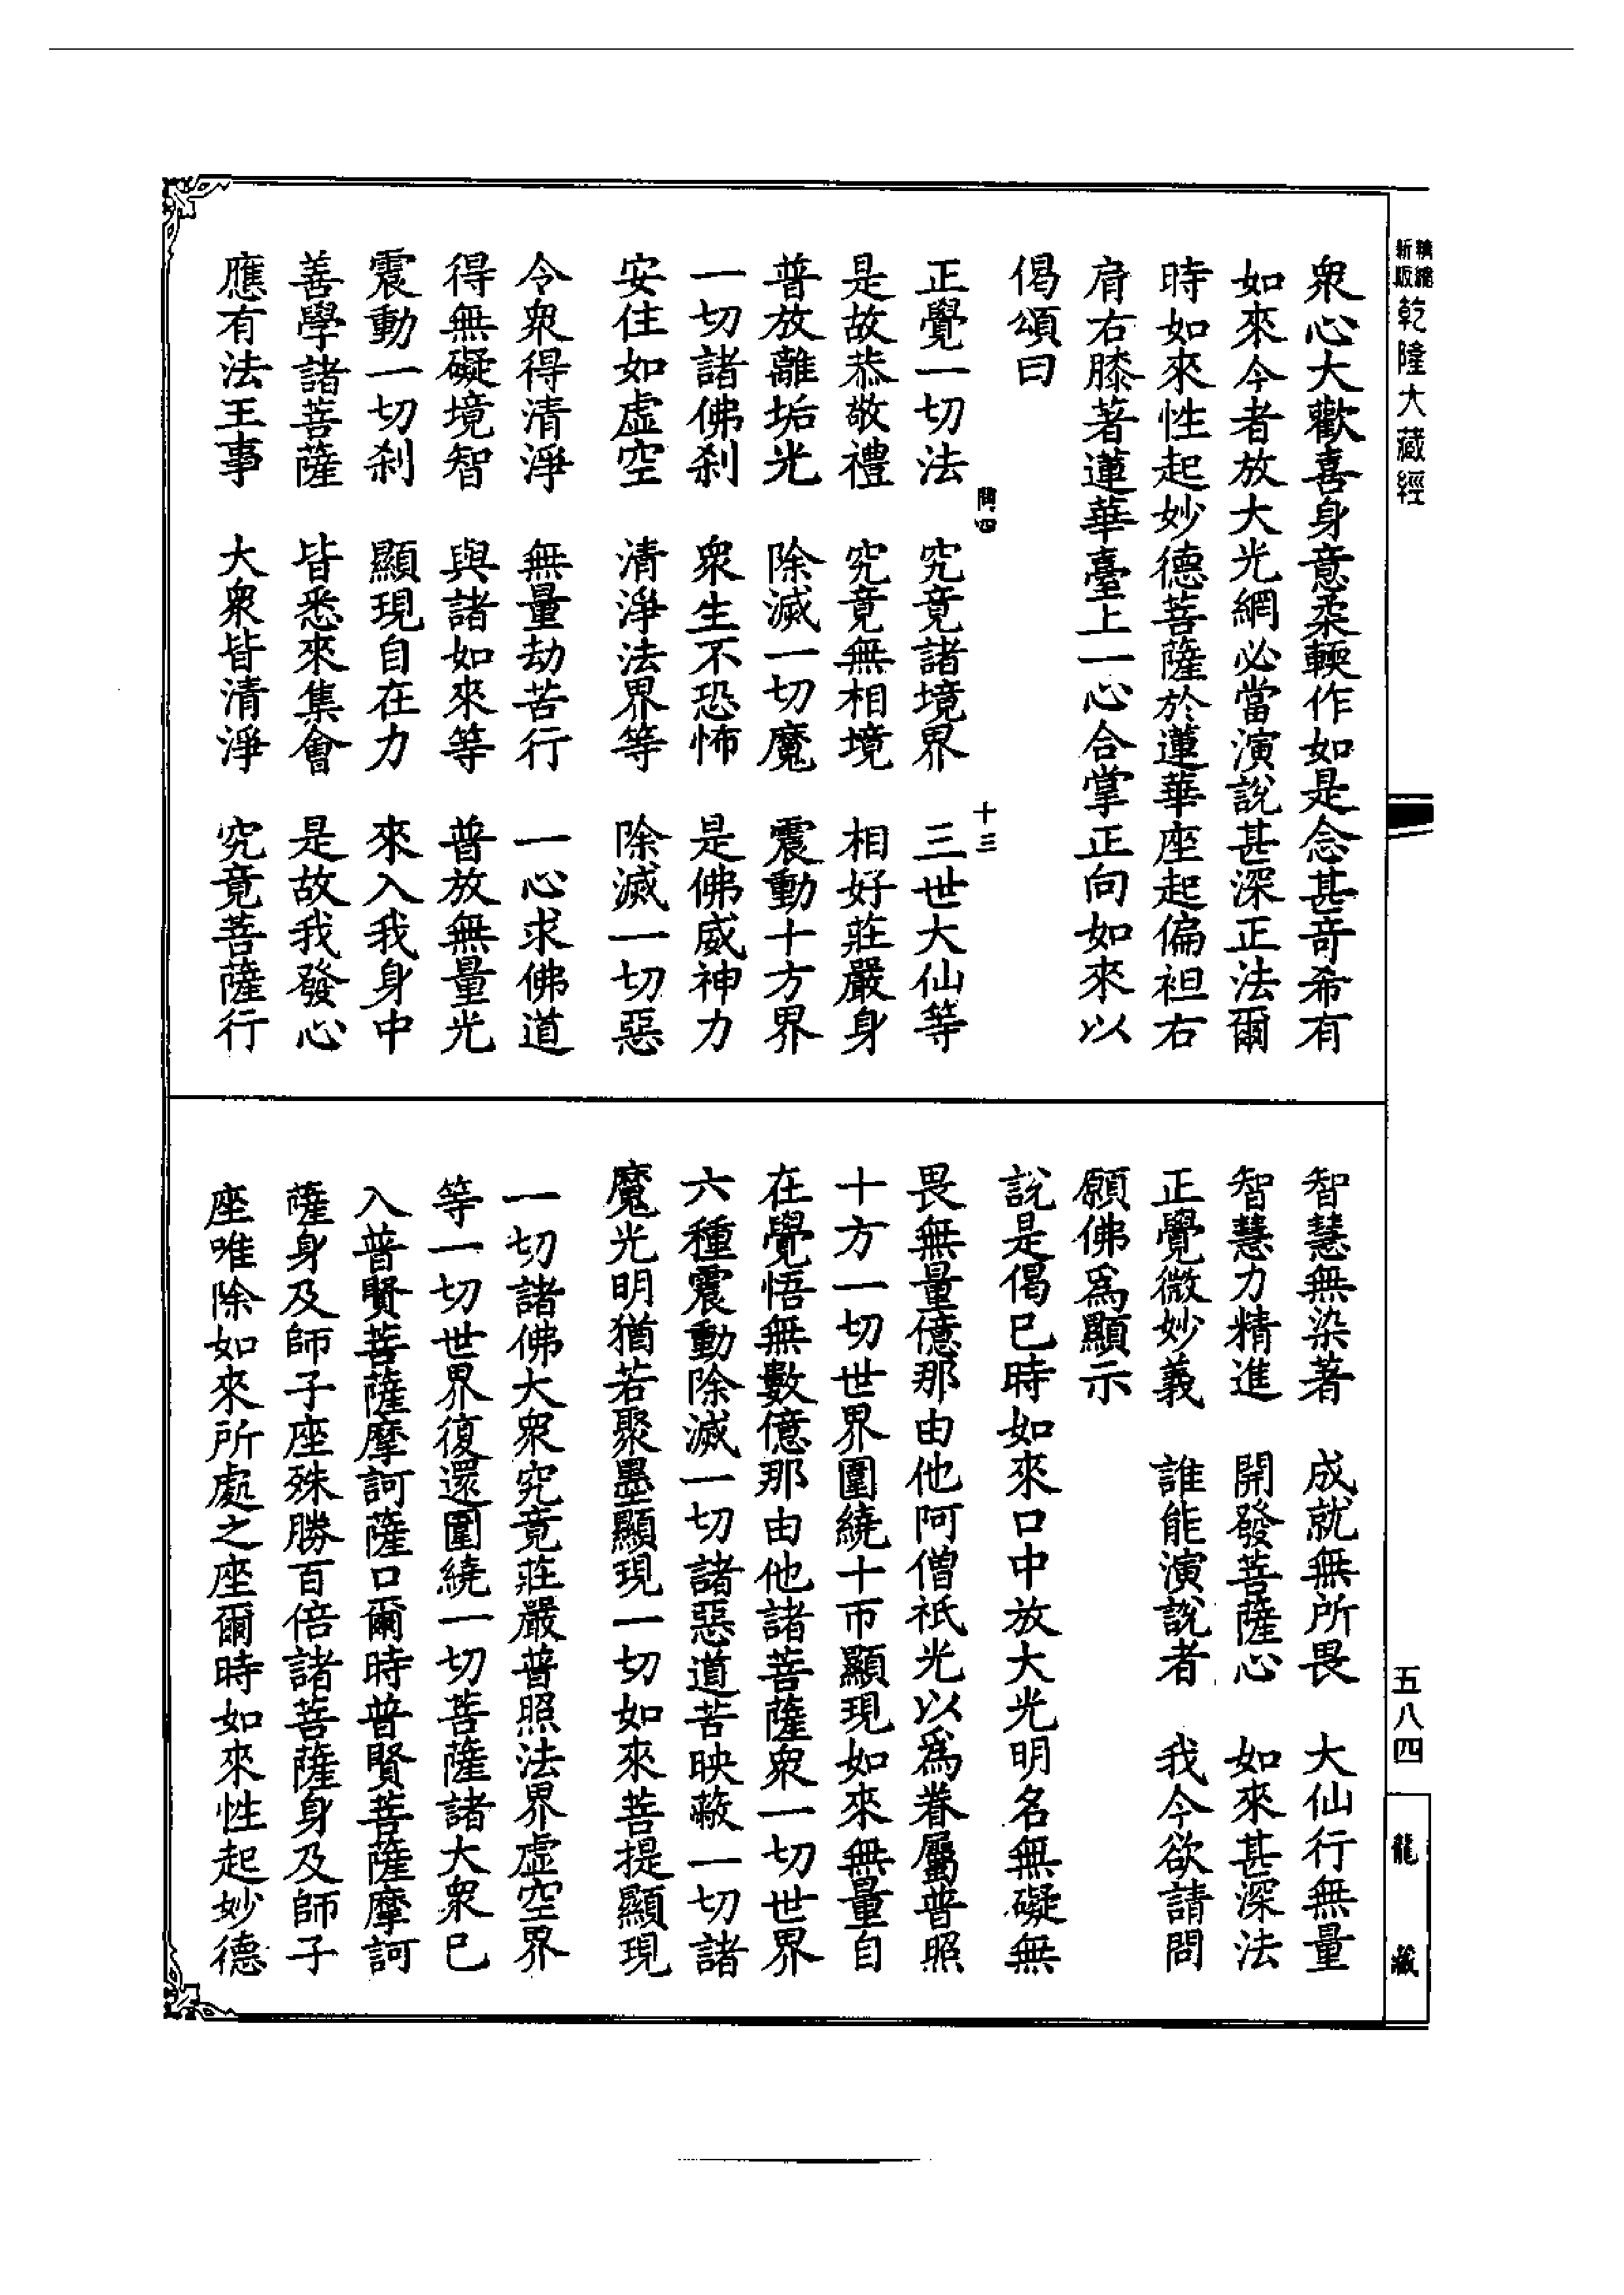 精縮新版乾隆大藏經
衆心大歡喜身意柔輭作如是念甚奇希有
如來今者放大光網必當演說甚深正法爾
時如來性起妙德菩薩於蓮華座起偏袒右
肩右膝著蓮華臺上一心合掌正向如來以
偈頌曰
問四 十三
正覺一切法 究竟諸境界 三世大仙等
是故恭敬禮 究竟無相境 相好莊嚴身
普放離垢光 除滅一切魔 震動十方界
一切諸佛刹 衆生不恐怖 是佛威神力
安住如虛空 清淨法界等 除滅一切惡
令衆得清淨 無量劫苦行 一心求佛道
得無礙境智 與諸如來等 普放無量光
震動一切刹 顯現自在力 來入我身中
善學諸菩薩 皆悉來集會 是故我發心
應有法王事 大衆皆清淨 究竟菩薩行
智慧無染著 成就無所畏 大仙行無量
智慧力精進 開發菩薩心 如來甚深法
正覺微妙義 誰能演說者 我今欲請問
願佛爲顯示
說是偈已時如來口中放大光明名無礙無
畏無量億那由他阿僧祇光以爲眷屬普照
十方一切世界圍繞十帀顯現如來無量自
在覺悟無數億那由他諸菩薩衆一切世界
六種震動除滅一切諸惡道苦映蔽一切諸
魔光明猶若聚墨顯現一切如來菩提顯現
一切諸佛大衆究竟莊嚴普照法界虛空界
等一切世界復還圍繞一切菩薩諸大衆已
入普賢菩薩摩訶薩口爾時普賢菩薩摩訶
薩身及師子座殊勝百倍諸菩薩身及師子
座唯除如來所處之座爾時如來性起妙德
五八四
龍藏